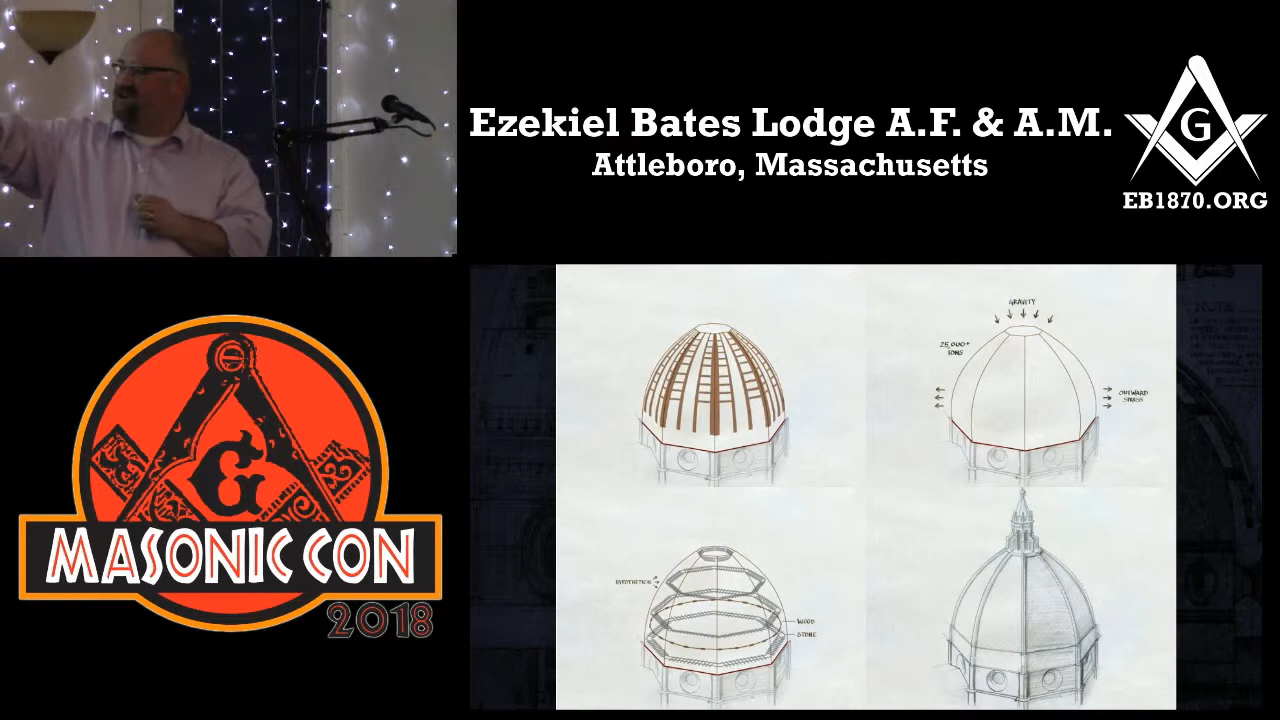 Ezekiel Bates Lodge A.F. & A.M.
Attleboro, Massachusetts
G
EB1870.ORG
G
MASONIC CON
2018
GRAVITY
25,000+
TONS
OUTWARD
STRESS
HYPOTHETICAL
WOOD
STONE